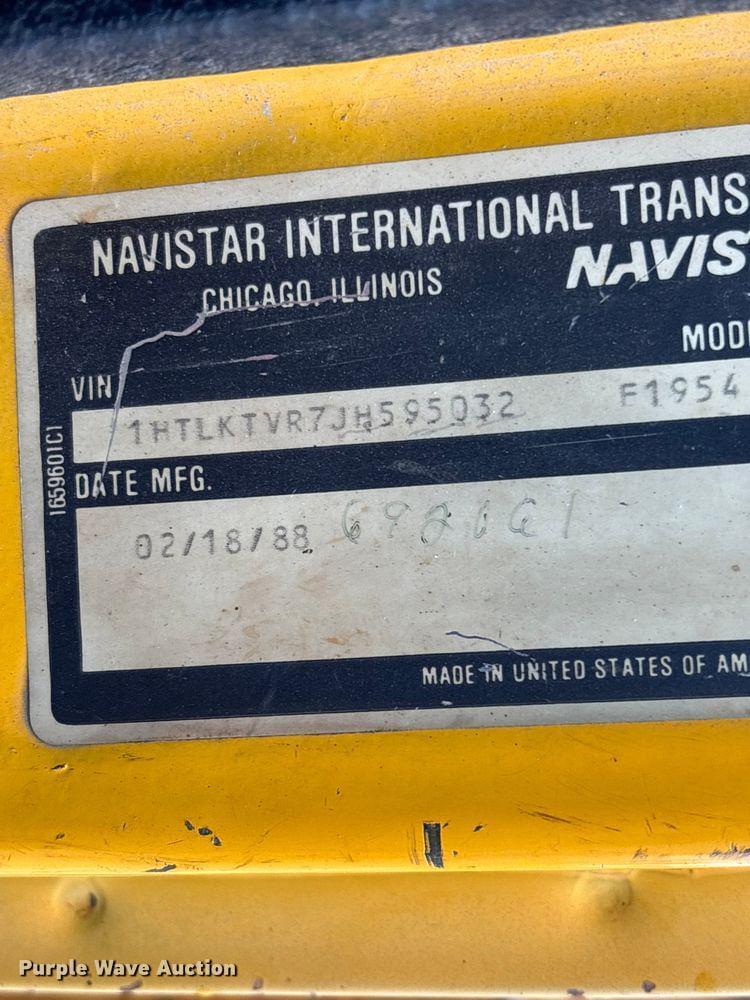 NAVISTAR INTERNATIONAL TRANS
CHICAGO, ILLINOIS
NAVIS
MODE
VIN
1HTLKTVR7JH595032 F1954
1659601C1
DATE MFG.
02/18/88
MADE IN UNITED STATES OF AM
Purple Wave Auction